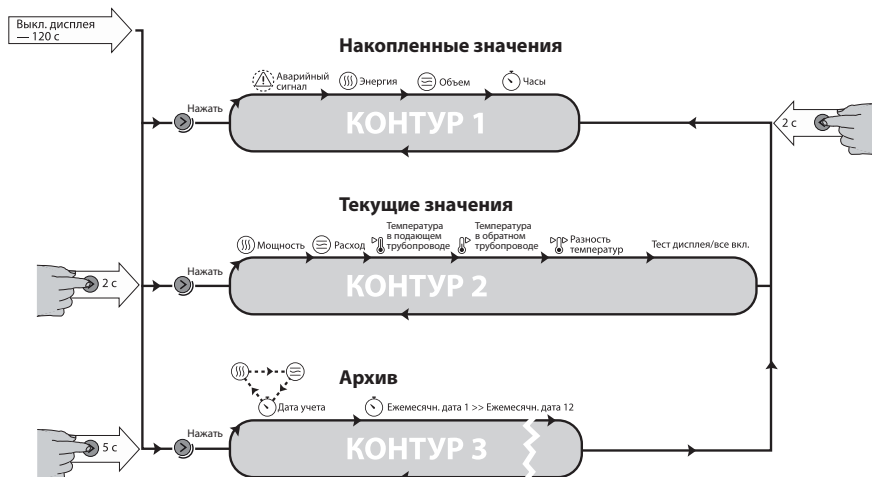 Выкл. дисплея
— 120 с
Накопленные значения
Аварийный
сигнал
Энергия
Объем
Часы
Нажать
КОНТУР 1
2 с
Текущие значения
Мощность
Расход
Температура
в подающем
трубопроводе
Температура
в обратном
трубопроводе
Разность
температур
Тест дисплея/все вкл.
Нажать
2 с
КОНТУР 2
Архив
Дата учета
Ежемесячн. дата 1 >> Ежемесячн. дата 12
Нажать
5 с
КОНТУР 3